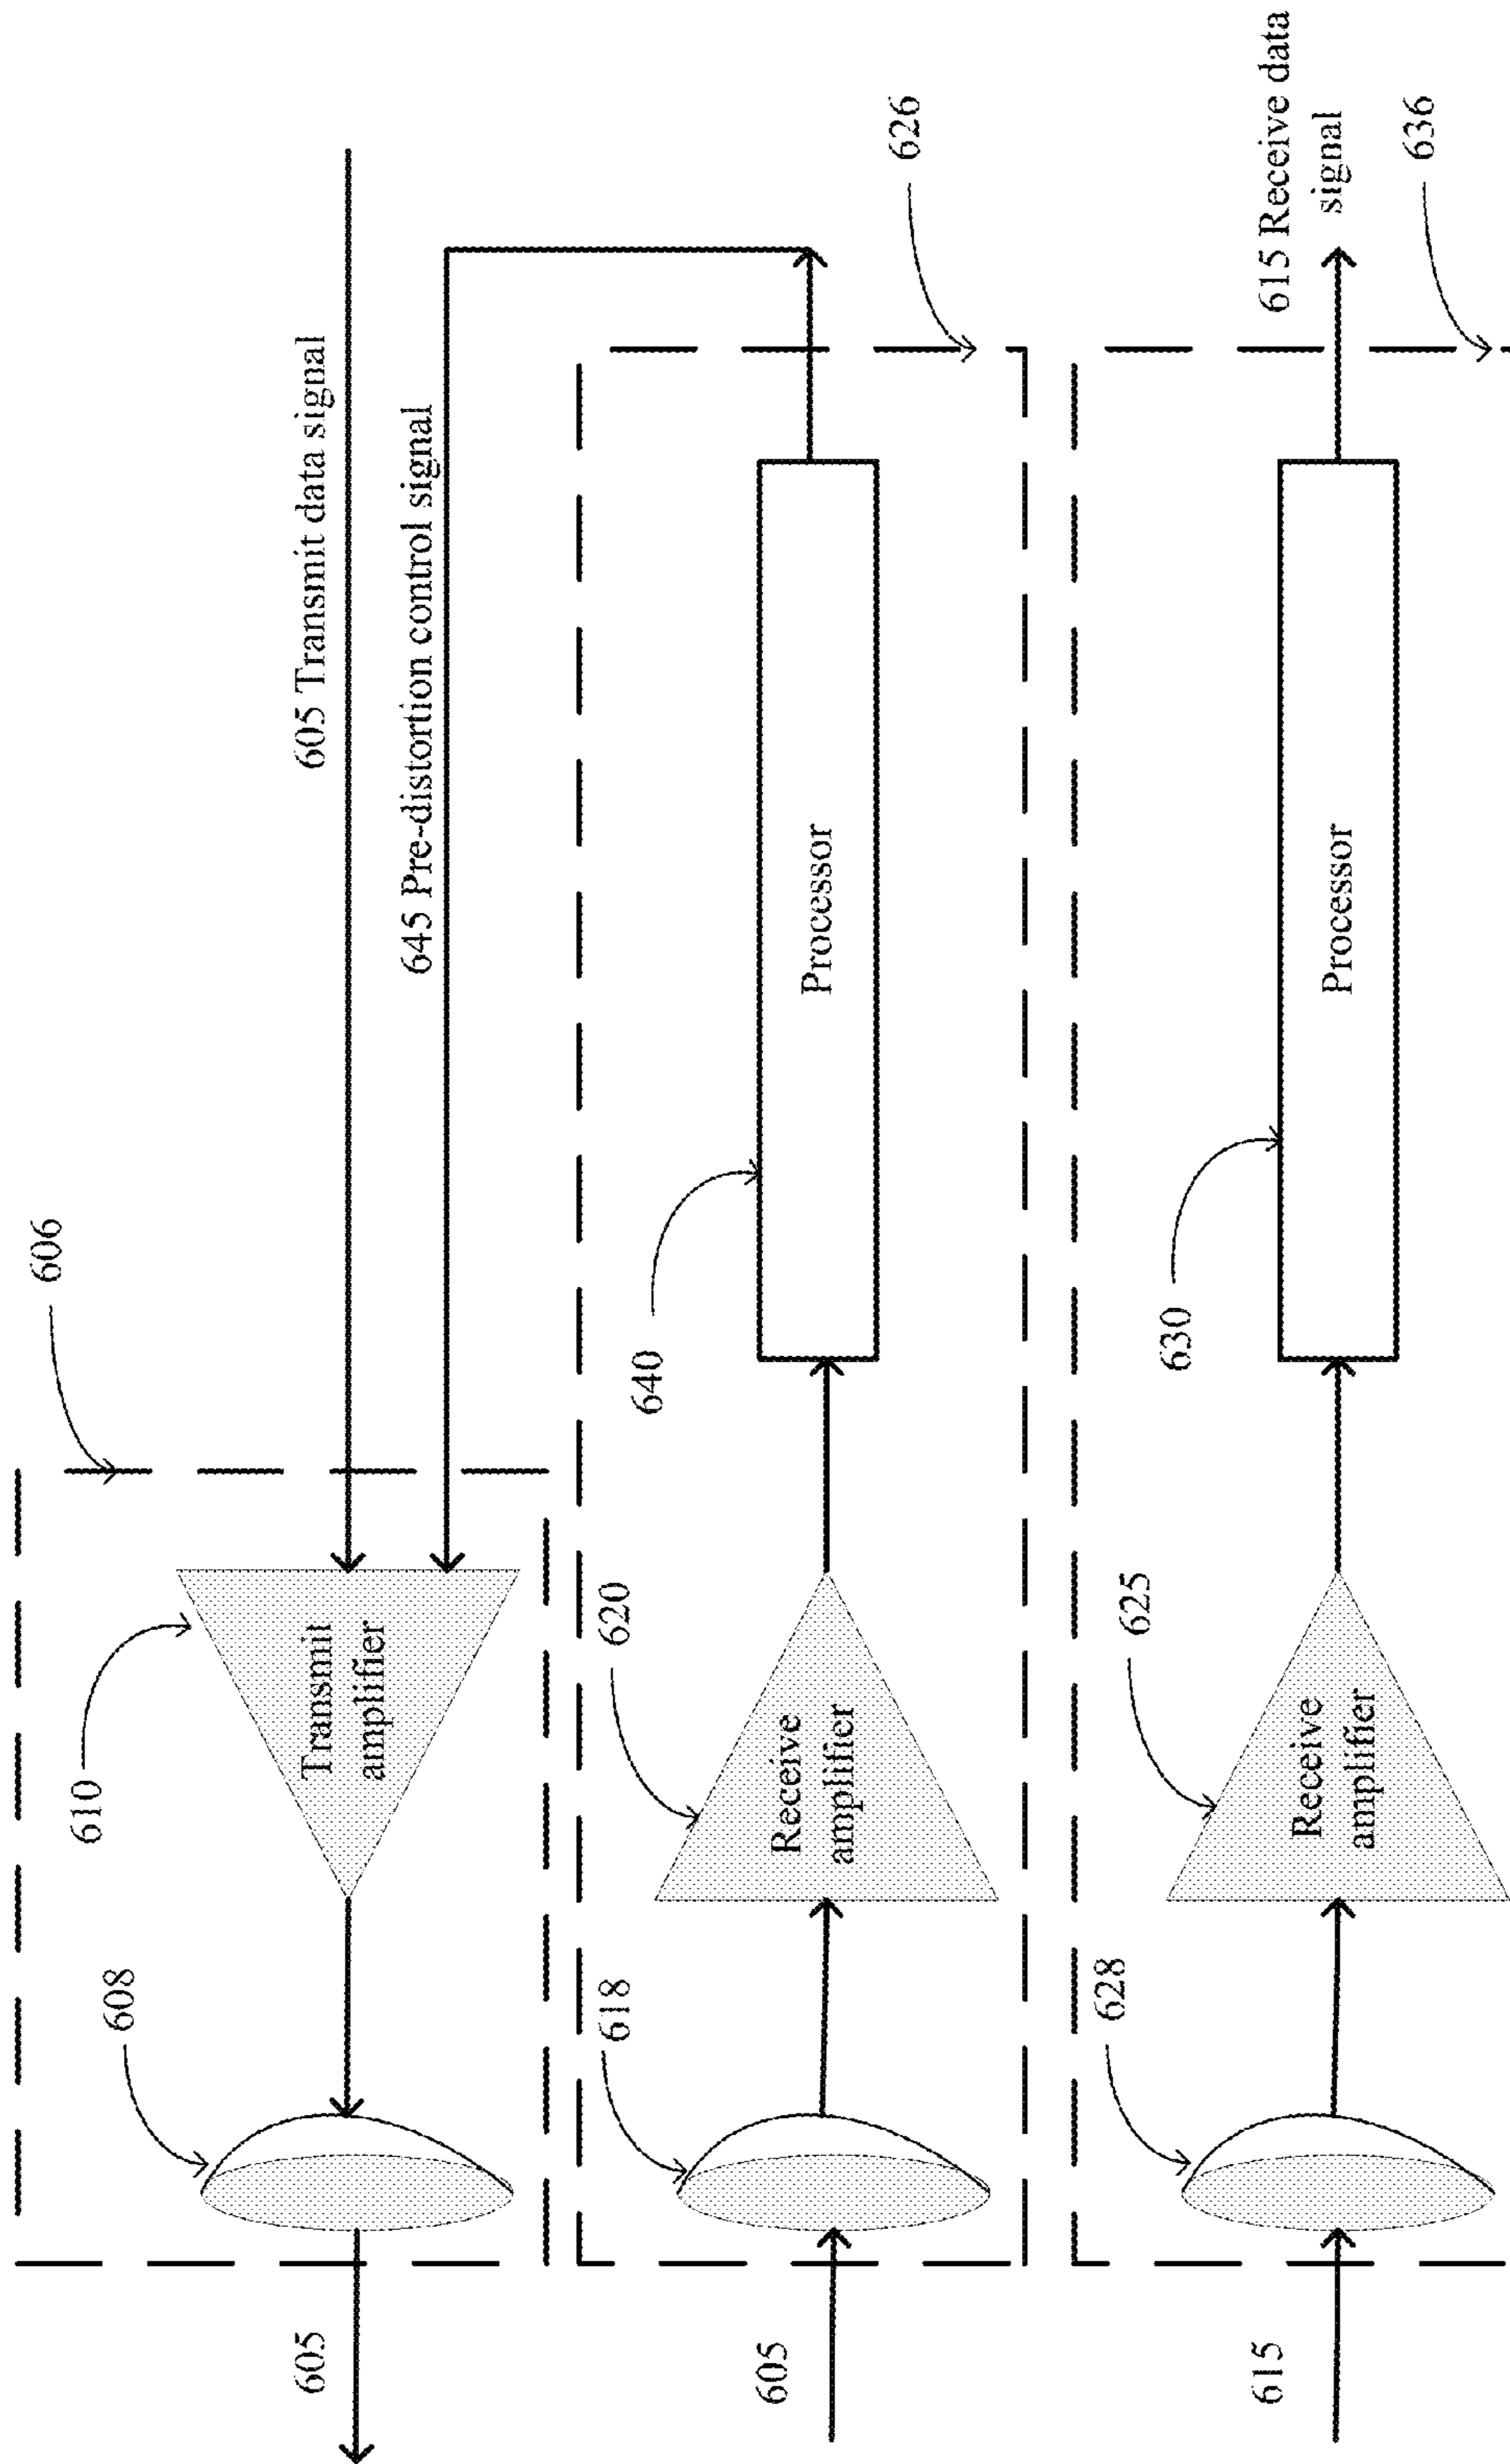 606
610
608
Transmit
amplifier
605 Transmit data signal
645 Pre-distortion control signal
605
626
640
620
618
Receive
amplifier
Processor
605
615 Receive data
signal
636
630
625
628
Receive
amplifier
Processor
615